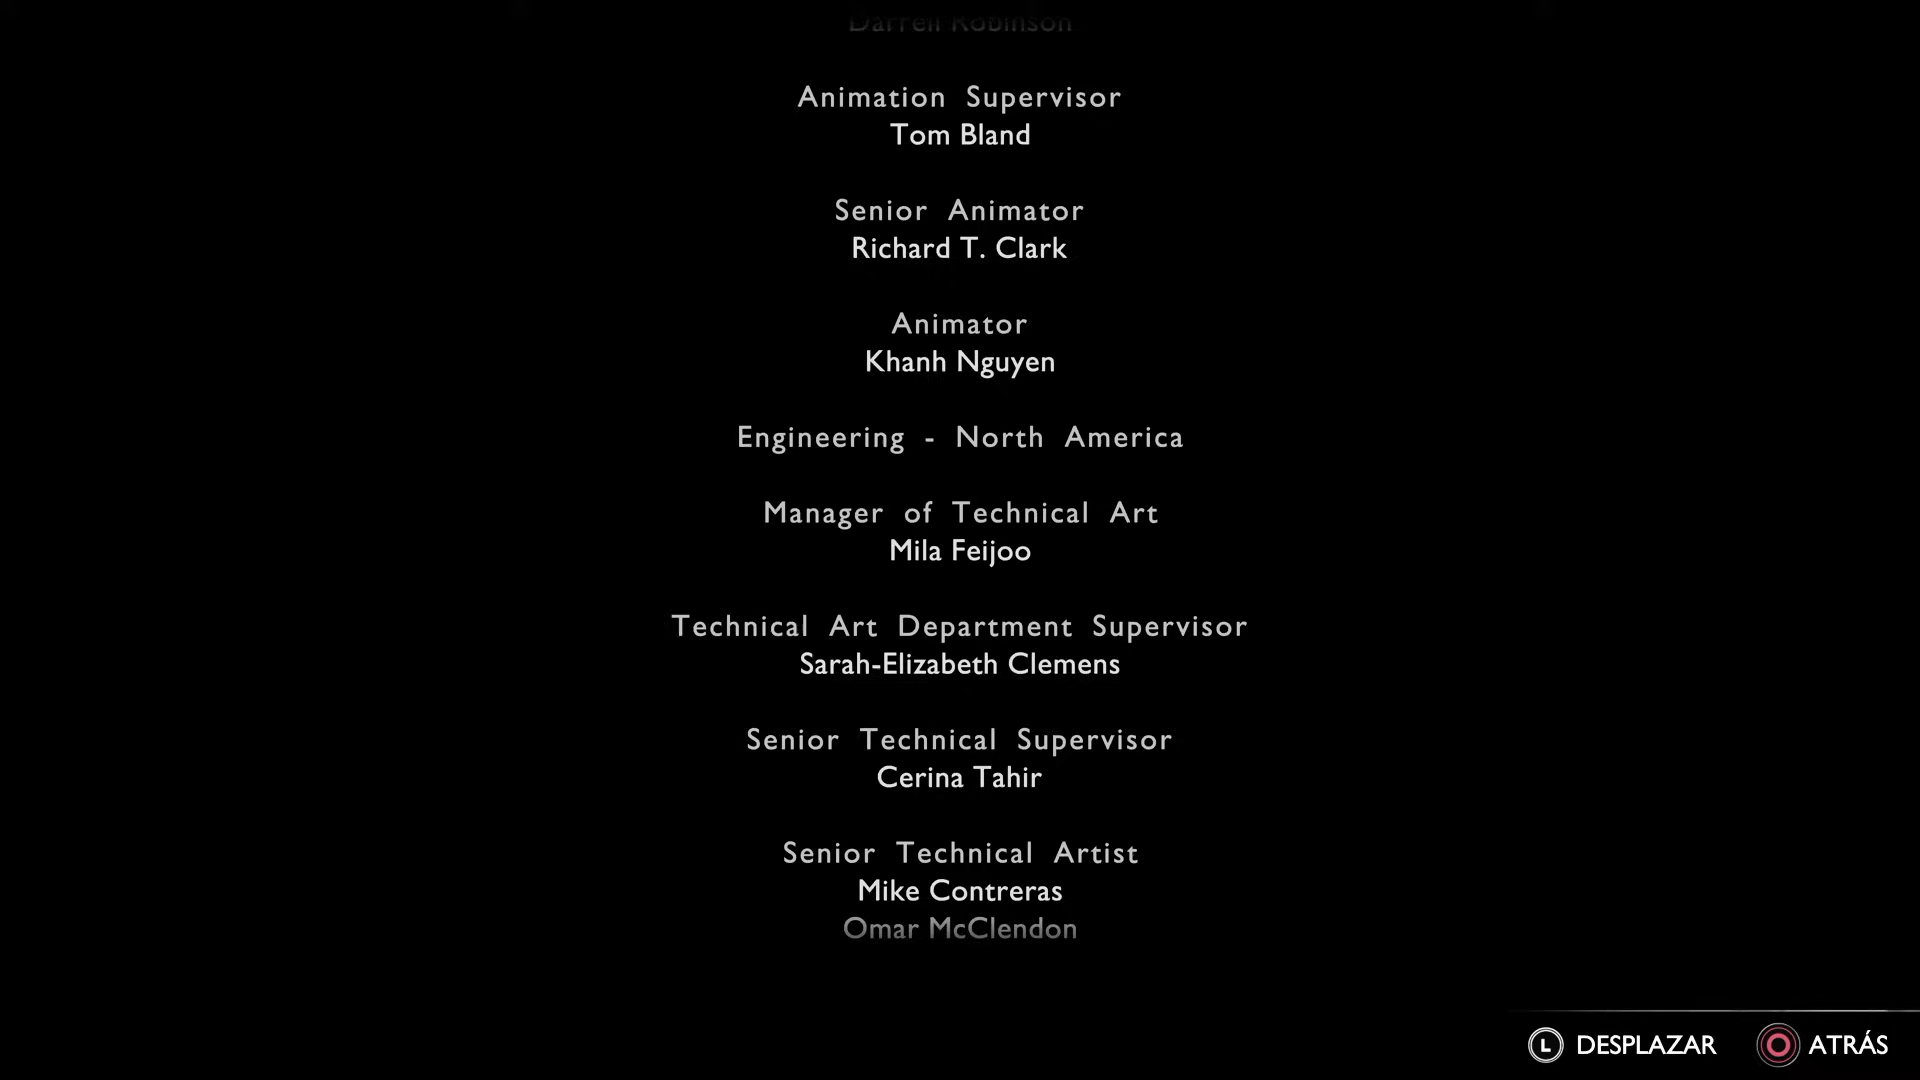 Darrell Robinson
Animation Supervisor
Tom Bland
Senior Animator
Richard T. Clark
Animator
Khanh Nguyen
Engineering - North America
Manager of Technical Art
Mila Feijoo
Technical Art Department Supervisor
Sarah-Elizabeth Clemens
Senior Technical Supervisor
Cerina Tahir
Senior Technical Artist
Mike Contreras
Omar McClendon
L DESPLAZAR
ATRÁS